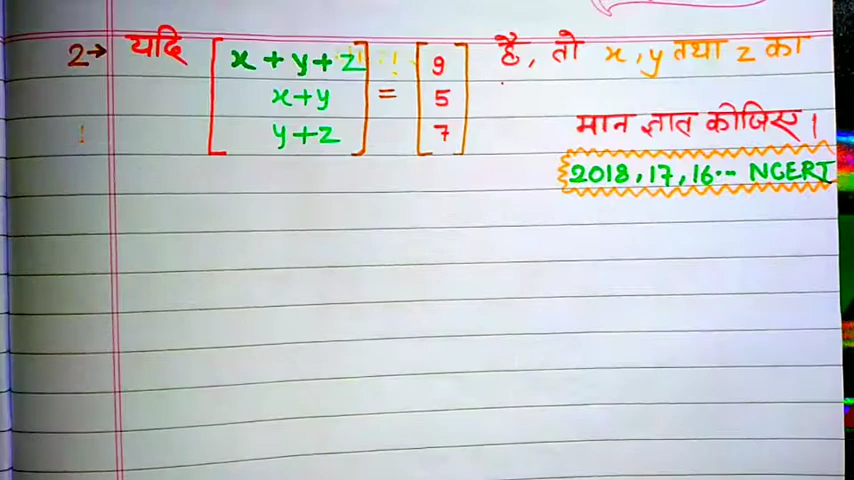 2→ यदि [x+y+z x+y y+z] = [9 5 7] है, तो x, y तथा z का
मान ज्ञात कीजिए।
2018, 17, 16.-- NCERT